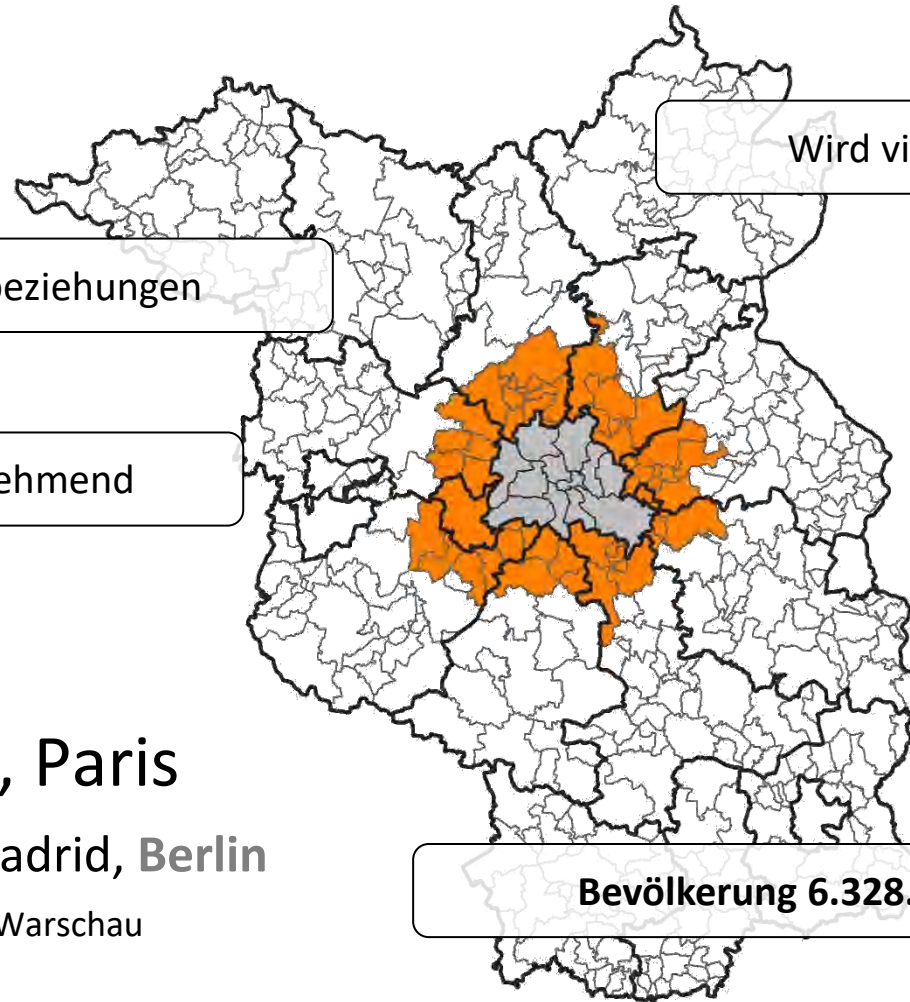 Wird vi
beziehungen
ehmend
, Paris
adrid, Berlin
Warschau
Bevölkerung 6.328.